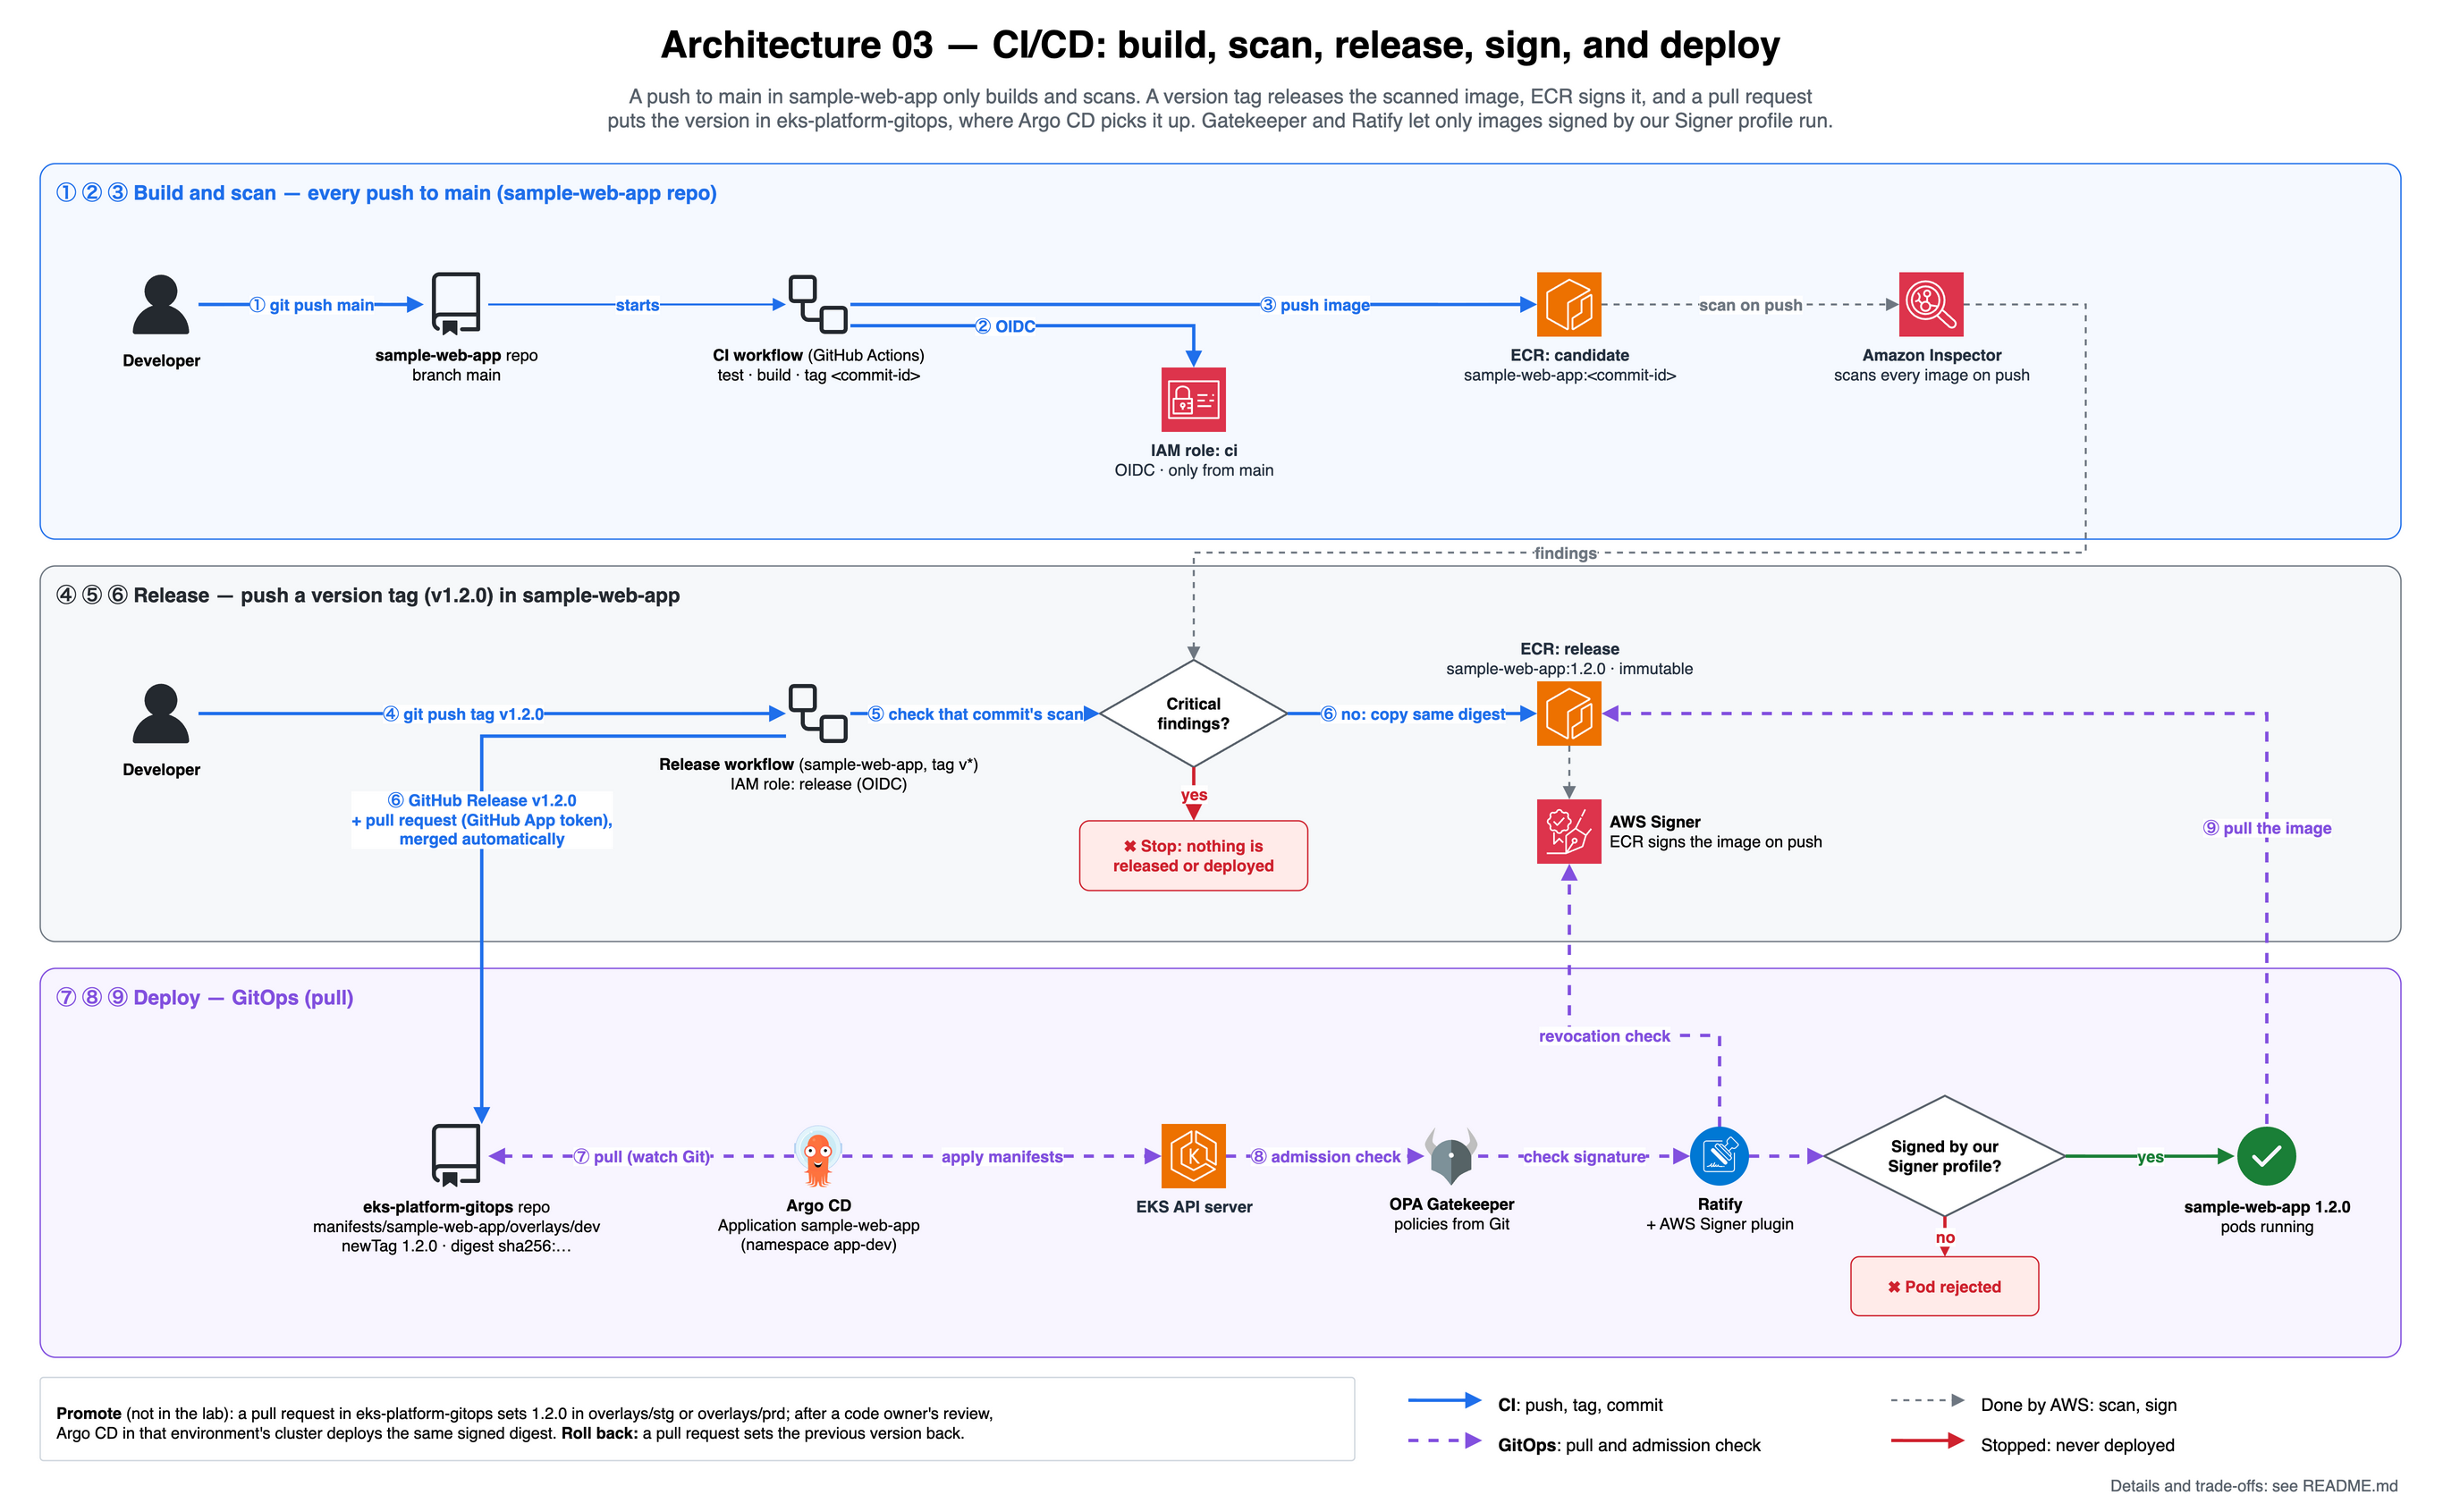 Architecture 03 — CI/CD: build, scan, release, sign, and deploy
A push to main in sample-web-app only builds and scans. A version tag releases the scanned image, ECR signs it, and a pull request
puts the version in eks-platform-gitops, where Argo CD picks it up. Gatekeeper and Ratify let only images signed by our Signer profile run.
① ② ③ Build and scan — every push to main (sample-web-app repo)
① git push main
starts
③ push image
② OIDC
scan on push
Developer
sample-web-app repo
branch main
CI workflow (GitHub Actions)
test · build · tag <commit-id>
ECR: candidate
sample-web-app:<commit-id>
Amazon Inspector
scans every image on push
IAM role: ci
OIDC · only from main
findings
④ ⑤ ⑥ Release — push a version tag (v1.2.0) in sample-web-app
ECR: release
sample-web-app:1.2.0 · immutable
④ git push tag v1.2.0
⑤ check that commit's scan
Critical
findings?
⑥ no: copy same digest
Developer
Release workflow (sample-web-app, tag v*)
IAM role: release (OIDC)
yes
⑥ GitHub Release v1.2.0
+ pull request (GitHub App token),
merged automatically
✖ Stop: nothing is
released or deployed
AWS Signer
ECR signs the image on push
⑨ pull the image
⑦ ⑧ ⑨ Deploy — GitOps (pull)
revocation check
⑦ pull (watch Git)
apply manifests
⑧ admission check
check signature
Signed by our
Signer profile?
yes
eks-platform-gitops repo
manifests/sample-web-app/overlays/dev
newTag 1.2.0 · digest sha256:…
Argo CD
Application sample-web-app
(namespace app-dev)
EKS API server
OPA Gatekeeper
policies from Git
Ratify
+ AWS Signer plugin
sample-web-app 1.2.0
pods running
no
✖ Pod rejected
Promote (not in the lab): a pull request in eks-platform-gitops sets 1.2.0 in overlays/stg or overlays/prd; after a code owner's review,
Argo CD in that environment's cluster deploys the same signed digest. Roll back: a pull request sets the previous version back.
CI: push, tag, commit
Done by AWS: scan, sign
GitOps: pull and admission check
Stopped: never deployed
Details and trade-offs: see README.md